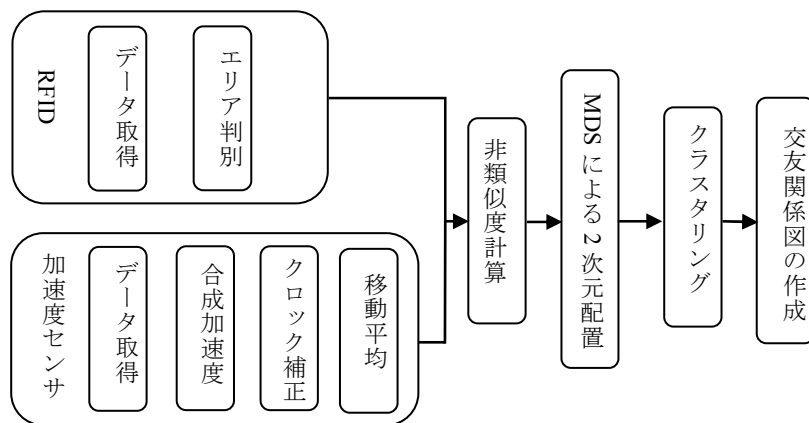 RFID
データ取得
エリア判別
加速度センサ
データ取得
合成加速度
クロック補正
移動平均
非類似度計算
MDS による 2 次元配置
クラスタリング
交友関係図の作成